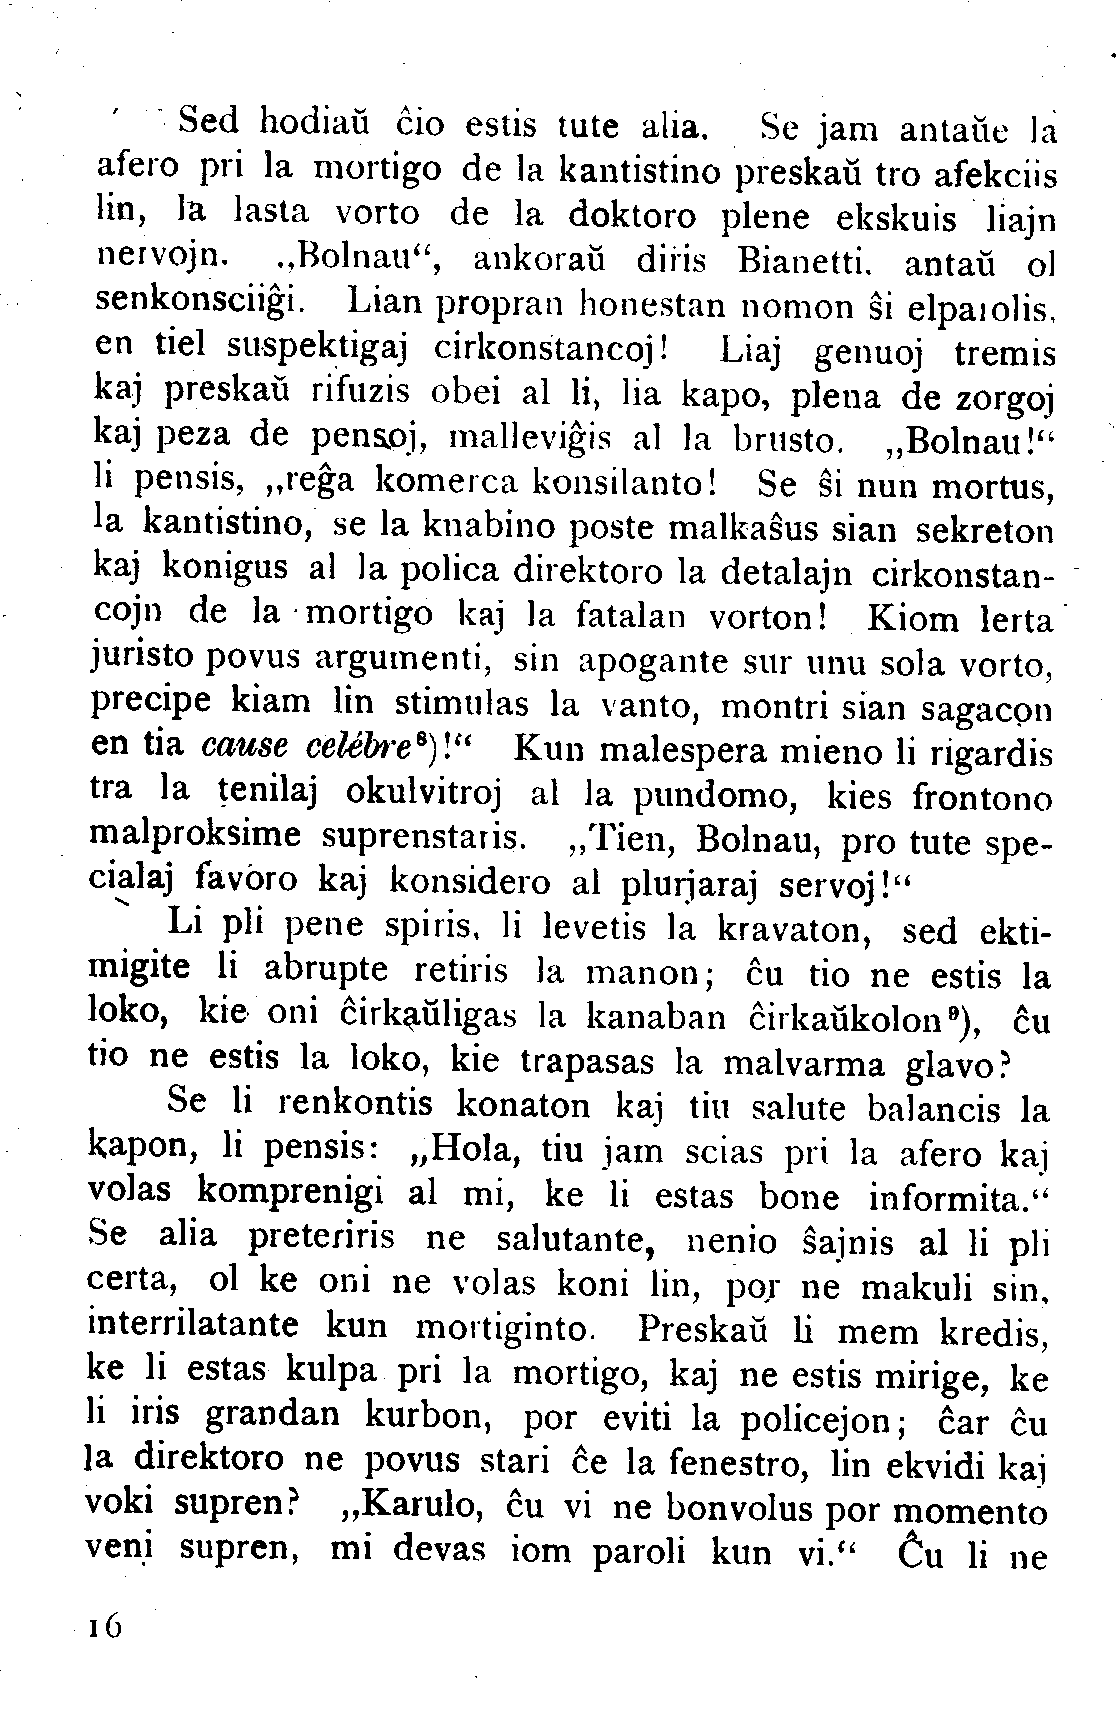 Sed hodiaŭ ĉio estis tute alia. Se jam antaŭe la
afero pri la mortigo de la kantistino preskaŭ tro afekciis
lin, la lasta vorto de la doktoro plene ekskuis liajn
nervojn. „Bolnau“, ankoraŭ diris Bianetti, antaŭ ol
senkonsciiĝi. Lian propran honestan nomon ŝi elparolis,
en tiel suspektigaj cirkonstancoj! Liaj genuoj tremis
kaj preskaŭ rifuzis obei al li, lia kapo, plena de zorgoj
kaj peza de pensoj, malleviĝis al la brusto. „Bolnau!“
li pensis, „reĝa komerca konsilanto! Se ŝi nun mortus,
la kantistino, se la knabino poste malkaŝus sian sekreton
kaj konigus al la polica direktoro la detalajn cirkonstan-
cojn de la mortigo kaj la fatalan vorton! Kiom lerta
juristo povus argumenti, sin apogante sur unu sola vorto,
precipe kiam lin stimulas la vanto, montri sian sagacon
en tia cause celébre⁸)!“ Kun malespera mieno li rigardis
tra la tenilaj okulvitroj al la pundomo, kies frontono
malproksime suprenstaris. „Tien, Bolnau, pro tute spe-
cialaj favoro kaj konsidero al plurjaraj servoj!“
Li pli pene spiris, li levetis la kravaton, sed ekti-
migite li abrupte retiris la manon; ĉu tio ne estis la
loko, kie oni ĉirkaŭligas la kanaban ĉirkaŭkolon⁹), ĉu
tio ne estis la loko, kie trapasas la malvarma glavo?
Se li renkontis konaton kaj tiu salute balancis la
kapon, li pensis: „Hola, tiu jam scias pri la afero kaj
volas komprenigi al mi, ke li estas bone informita.“
Se alia preteriris ne salutante, nenio ŝajnis al li pli
certa, ol ke oni ne volas koni lin, por ne makuli sin,
interrilatante kun mortiginto. Preskaŭ li mem kredis,
ke li estas kulpa pri la mortigo, kaj ne estis mirige, ke
li iris grandan kurbon, por eviti la policejon; ĉar ĉu
la direktoro ne povus stari ĉe la fenestro, lin ekvidi kaj
voki supren? „Karulo, ĉu vi ne bonvolus por momento
veni supren, mi devas iom paroli kun vi.“ Ĉu li ne
16